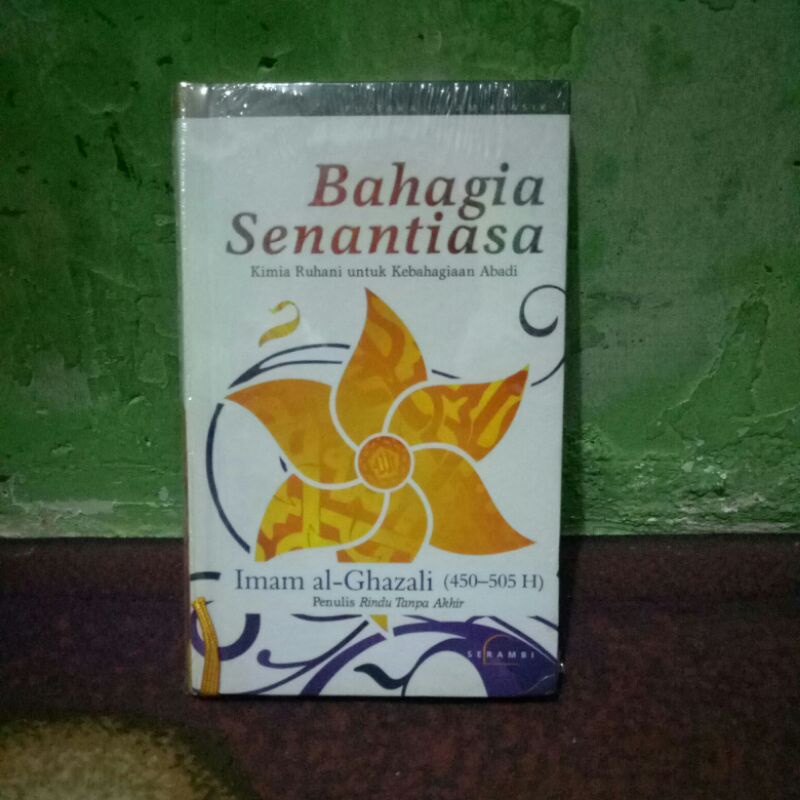 Bahagia
Senantiasa
Kimia Ruhani untuk Kebahagiaan Abadi
Imam al-Ghazali (450–505 H)
Penulis Rindu Tanpa Akhir
SERAMBI